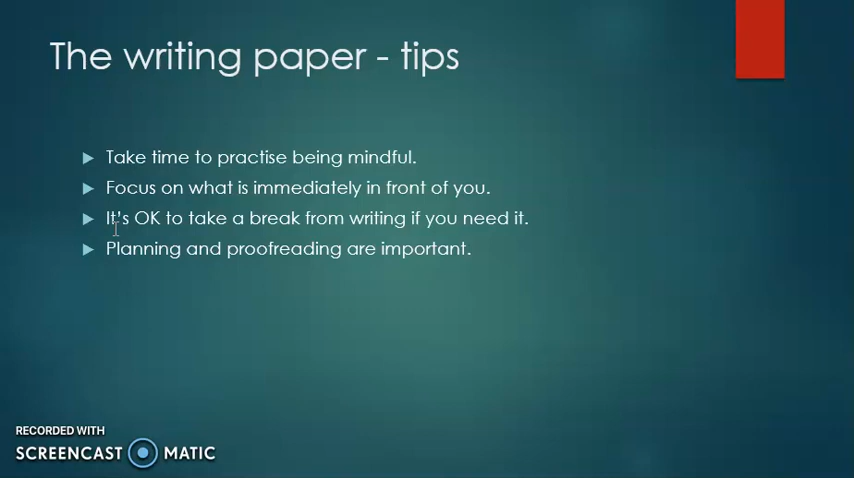 The writing paper - tips
Take time to practise being mindful.
Focus on what is immediately in front of you.
It's OK to take a break from writing if you need it.
Planning and proofreading are important.
RECORDED WITH
SCREENCAST MATIC